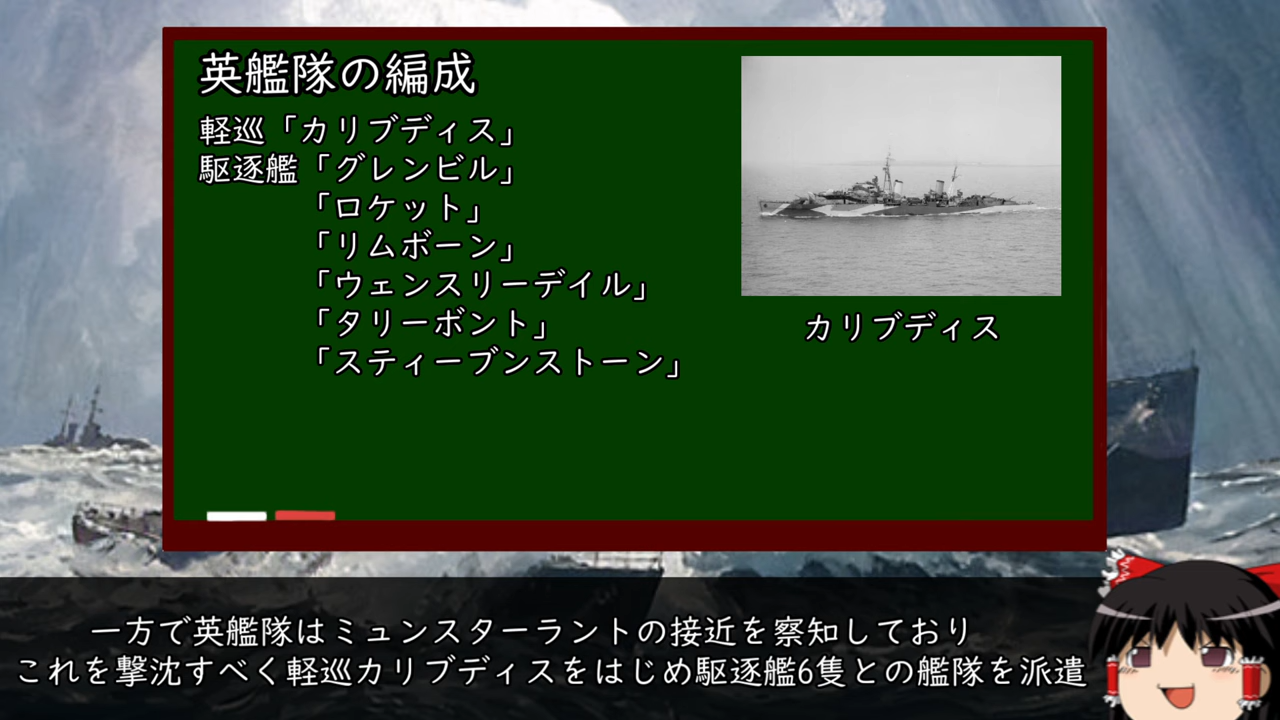 英艦隊の編成
軽巡「カリブディス」
駆逐艦「グレンビル」
「ロケット」
「リムボーン」
「ウェンスリーデイル」
「タリーボント」
「スティーブンストーン」
カリブディス
一方で英艦隊はミュンスターラントの接近を察知しており
これを撃沈すべく軽巡カリブディスをはじめ駆逐艦6隻との艦隊を派遣